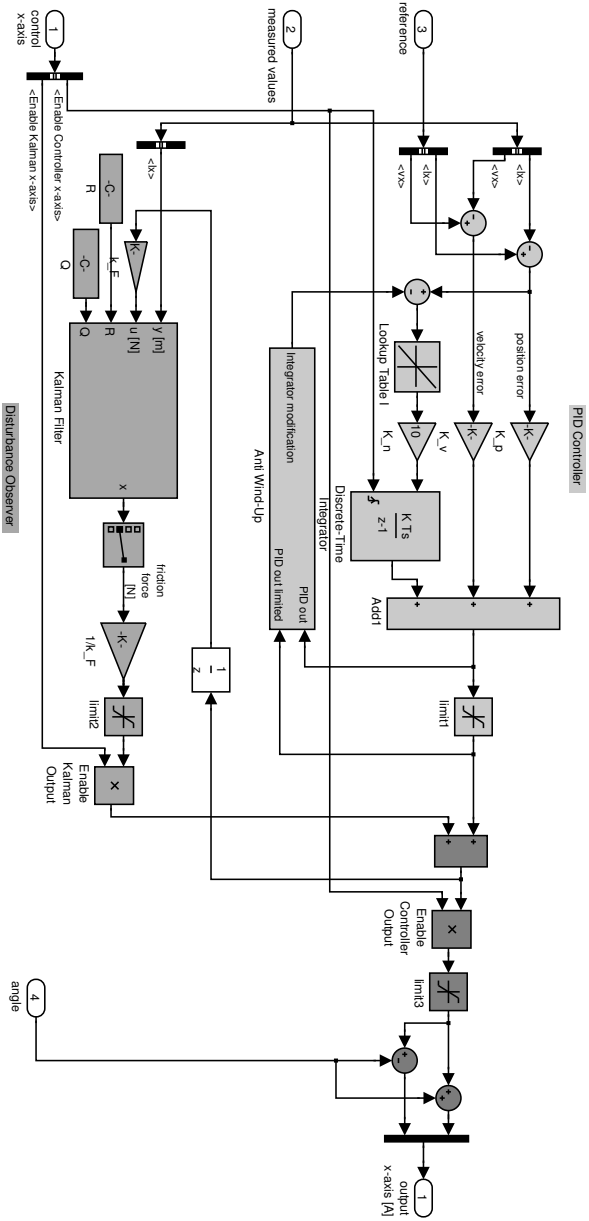 PID Controller
<lx>
<vx>
position error
-K-
K_p
velocity error
-K-
K_v
Add1
limit1
3
reference
<lx>
<vx>
Lookup Table I
10
K_n
K Ts
z-1
Discrete-Time
Integrator
Integrator modification
PID out
PID out limited
Anti Wind-Up
×
Enable
Controller
Output
limit3
1
output
x-axis [A]
2
measured values
<lx>
1
z
K-
k_F
-C-
R
-C-
Q
y [m]
u [N]
R
Q
x
Kalman Filter
friction
force
[N]
-K-
1/k_F
limit2
×
Enable
Kalman
Output
1
control
x-axis
<Enable Controller x-axis>
<Enable Kalman x-axis>
4
angle
Disturbance Observer